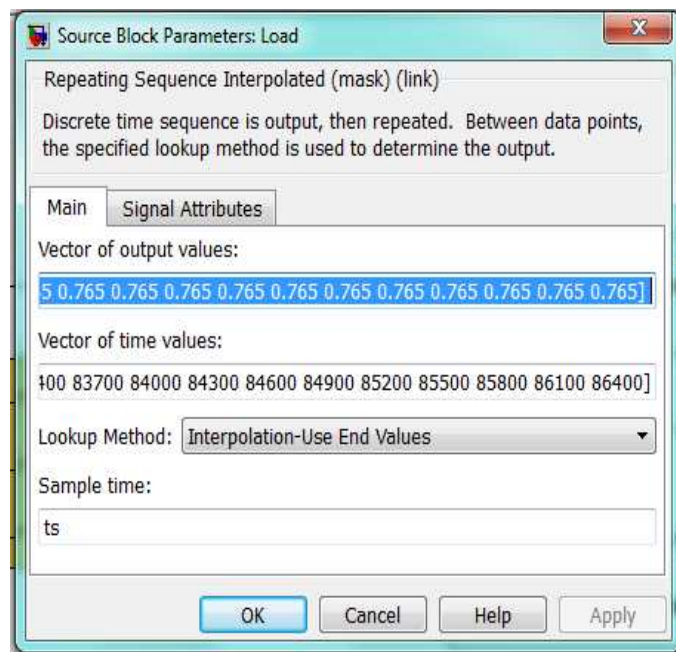 Source Block Parameters: Load
X
Repeating Sequence Interpolated (mask) (link)
Discrete time sequence is output, then repeated. Between data points,
the specified lookup method is used to determine the output.
Main
Signal Attributes
Vector of output values:
5 0.765 0.765 0.765 0.765 0.765 0.765 0.765 0.765 0.765 0.765 0.765]
Vector of time values:
83700 84000 84300 84600 84900 85200 85500 85800 86100 86400]
Lookup Method: Interpolation-Use End Values
Sample time:
ts
OK
Cancel
Help
Apply